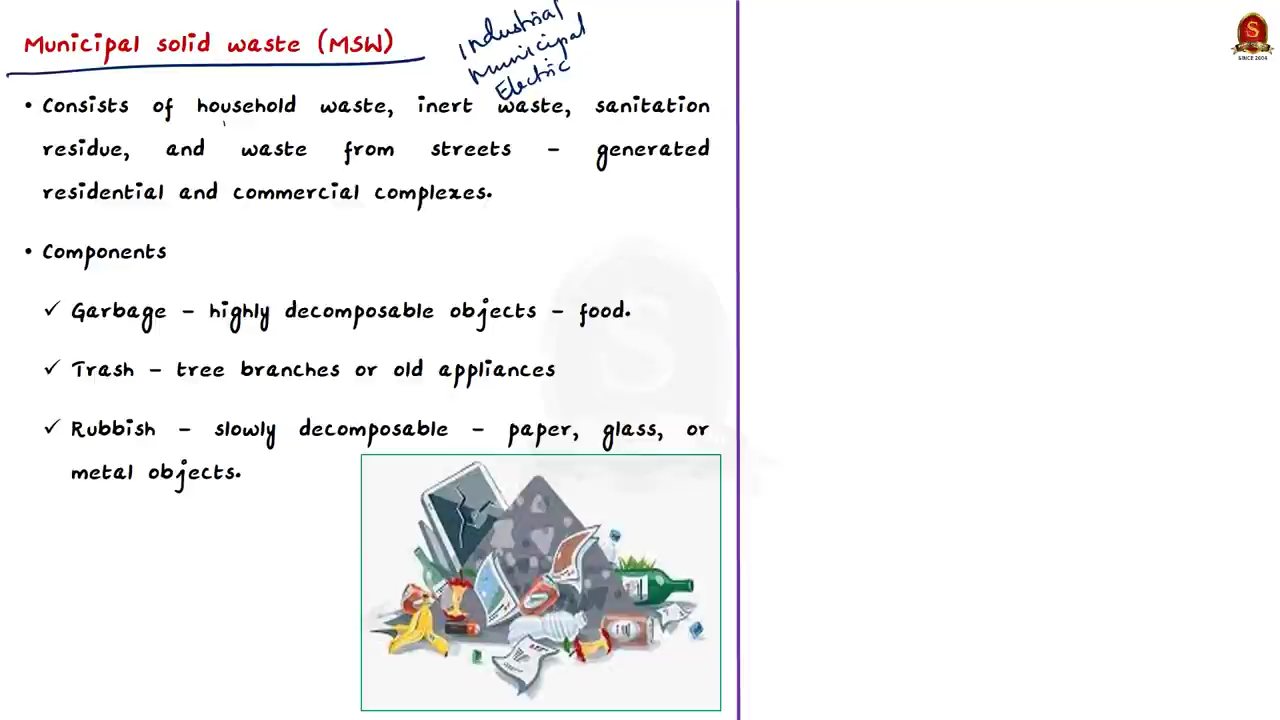 Municipal solid waste (MSW)
Industrial
Municipal
Electric
• Consists of household waste, inert waste, sanitation
residue, and waste from streets – generated
residential and commercial complexes.
• Components
✓ Garbage – highly decomposable objects – food.
✓ Trash – tree branches or old appliances
✓ Rubbish – slowly decomposable – paper, glass, or
metal objects.
S
SINCE 2004